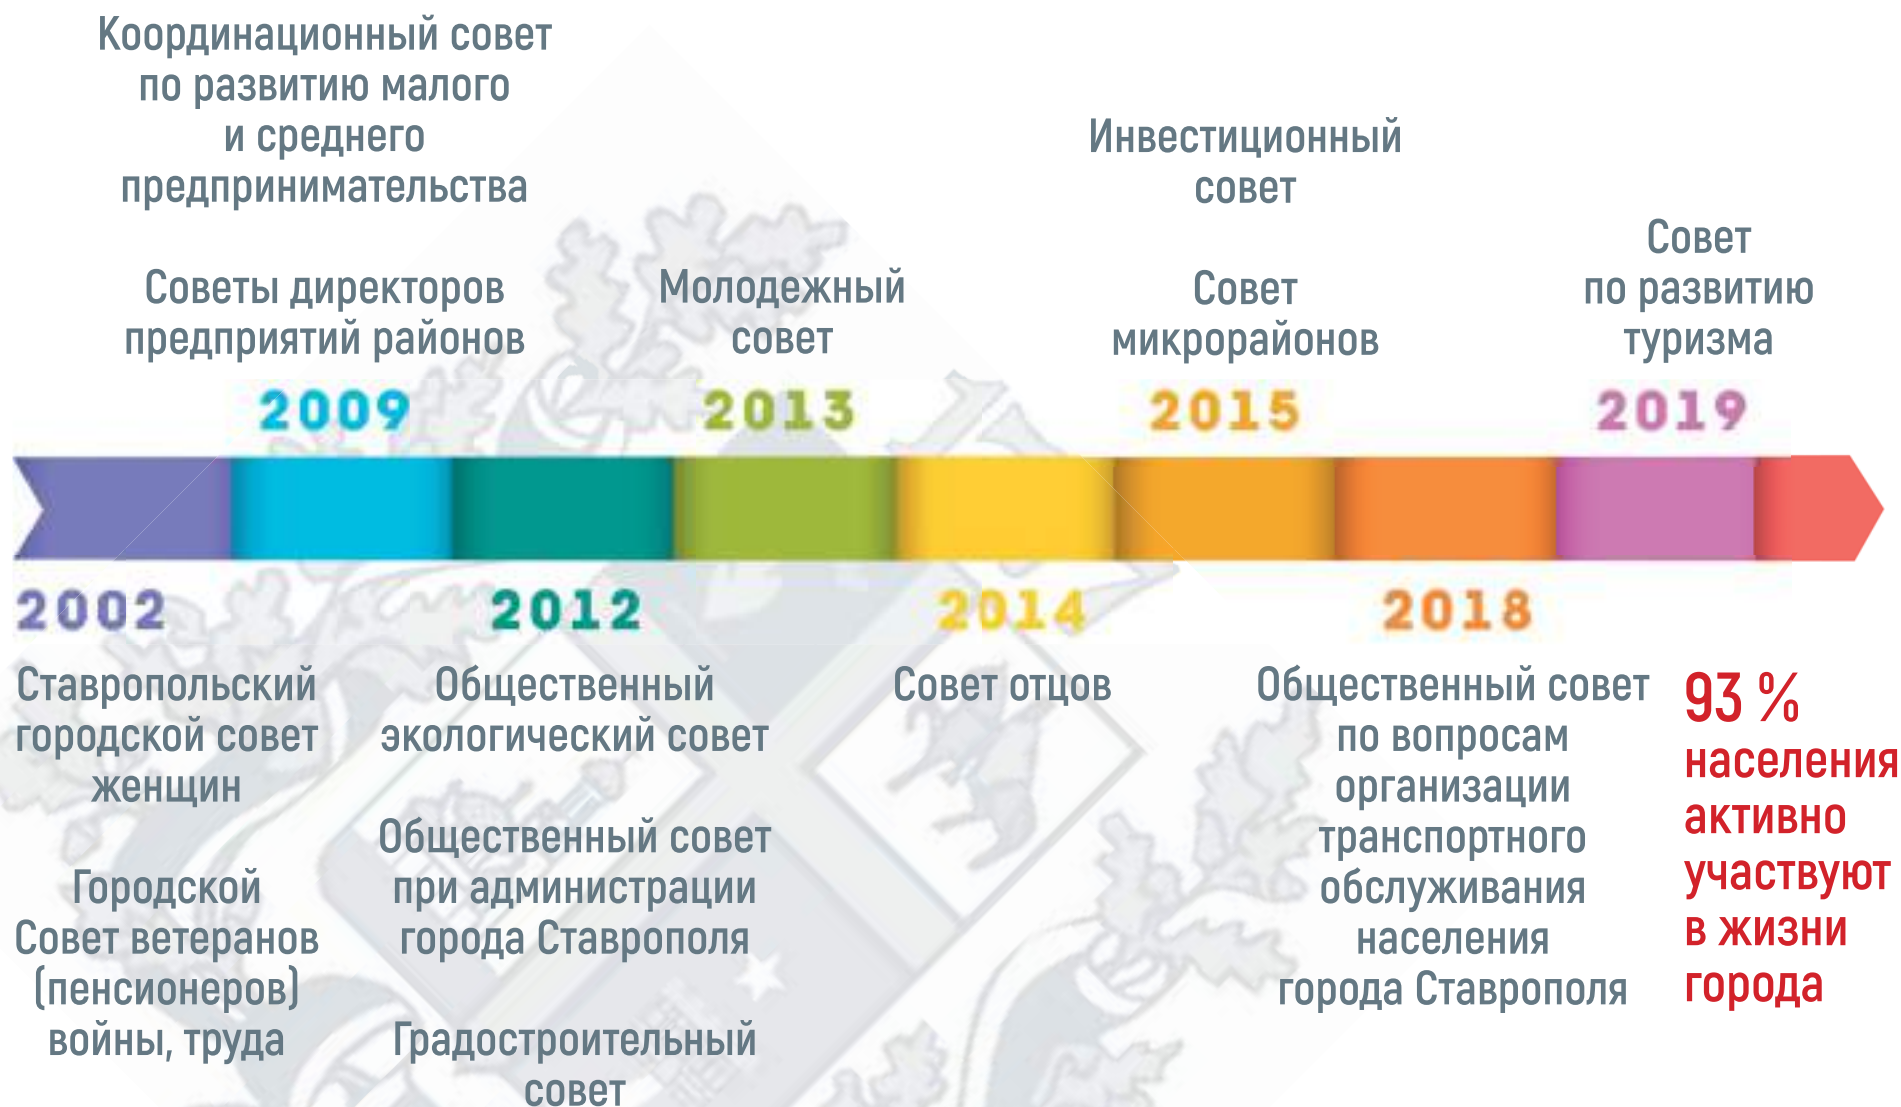 Координационный совет
по развитию малого
и среднего
предпринимательства
Советы директоров
предприятий районов
2009
Молодежный
совет
2013
Инвестиционный
совет
Совет
микрорайонов
2015
Совет
по развитию
туризма
2019
2002
Ставропольский
городской совет
женщин
Городской
Совет ветеранов
(пенсионеров)
войны, труда
2012
Общественный
экологический совет
Общественный совет
при администрации
города Ставрополя
Градостроительный
совет
2014
Совет отцов
2018
Общественный совет
по вопросам
организации
транспортного
обслуживания
населения
города Ставрополя
93 %
населения
активно
участвуют
в жизни
города